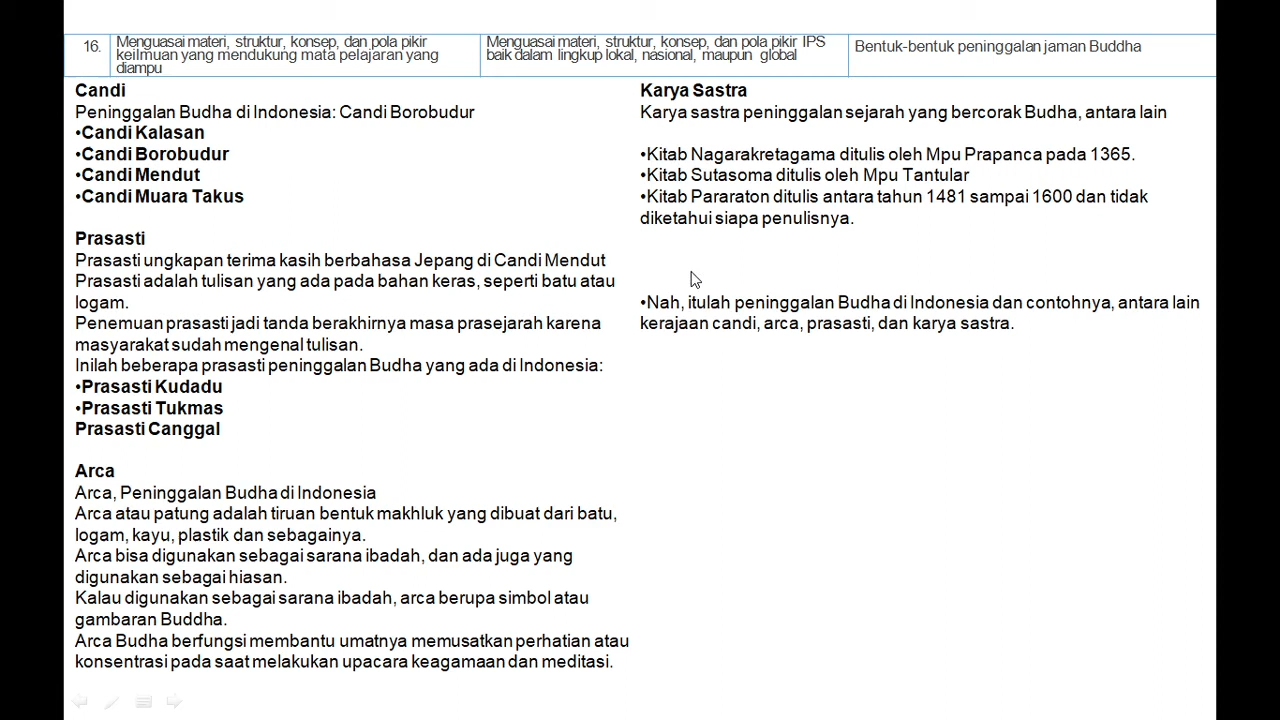 16.
Menguasai materi, struktur, konsep, dan pola pikir
keilmuan yang mendukung mata pelajaran yang
diampu
Menguasai materi, struktur, konsep, dan pola pikir IPS
baik dalam lingkup lokal, nasional, maupun global
Bentuk-bentuk peninggalan jaman Buddha
Candi
Peninggalan Budha di Indonesia: Candi Borobudur
•Candi Kalasan
•Candi Borobudur
•Candi Mendut
•Candi Muara Takus
Prasasti
Prasasti ungkapan terima kasih berbahasa Jepang di Candi Mendut
Prasasti adalah tulisan yang ada pada bahan keras, seperti batu atau
logam.
Penemuan prasasti jadi tanda berakhirnya masa prasejarah karena
masyarakat sudah mengenal tulisan.
Inilah beberapa prasasti peninggalan Budha yang ada di Indonesia:
•Prasasti Kudadu
•Prasasti Tukmas
Prasasti Canggal
Arca
Arca, Peninggalan Budha di Indonesia
Arca atau patung adalah tiruan bentuk makhluk yang dibuat dari batu,
logam, kayu, plastik dan sebagainya.
Arca bisa digunakan sebagai sarana ibadah, dan ada juga yang
digunakan sebagai hiasan.
Kalau digunakan sebagai sarana ibadah, arca berupa simbol atau
gambaran Buddha.
Arca Budha berfungsi membantu umatnya memusatkan perhatian atau
konsentrasi pada saat melakukan upacara keagamaan dan meditasi.
Karya Sastra
Karya sastra peninggalan sejarah yang bercorak Budha, antara lain
•Kitab Nagarakretagama ditulis oleh Mpu Prapanca pada 1365.
•Kitab Sutasoma ditulis oleh Mpu Tantular
•Kitab Pararaton ditulis antara tahun 1481 sampai 1600 dan tidak
diketahui siapa penulisnya.
•Nah, itulah peninggalan Budha di Indonesia dan contohnya, antara lain
kerajaan candi, arca, prasasti, dan karya sastra.